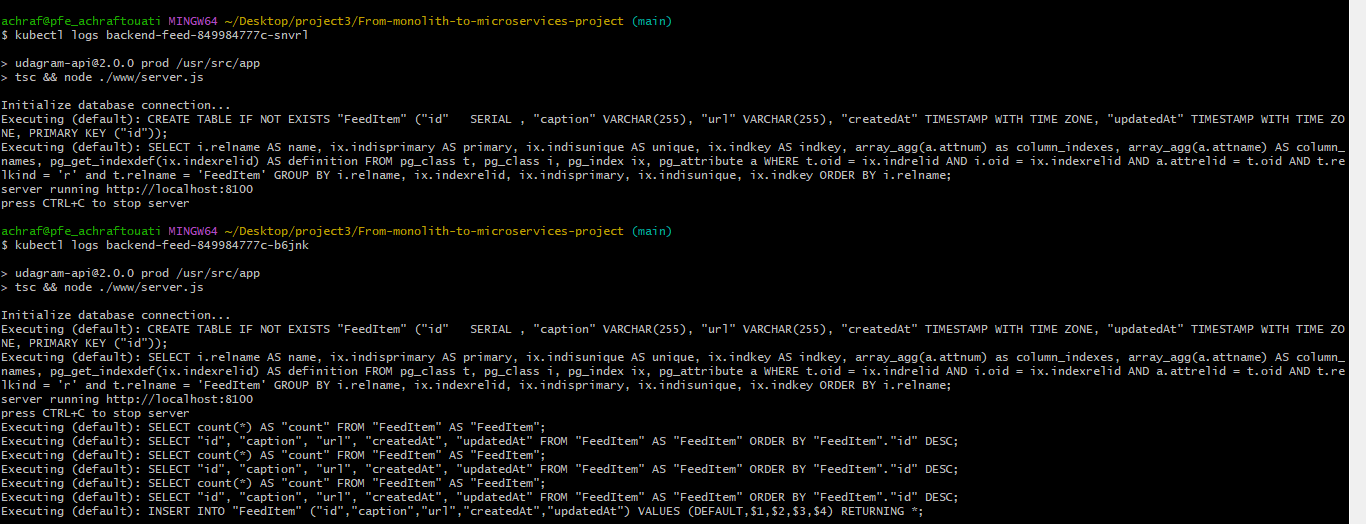 achraf@pfe_achraftouati MINGW64 ~/Desktop/project3/From-monolith-to-microservices-project (main)
$ kubectl logs backend-feed-849984777c-snvrl
> udagram-api@2.0.0 prod /usr/src/app
> tsc && node ./www/server.js
Initialize database connection...
Executing (default): CREATE TABLE IF NOT EXISTS "FeedItem" ("id"   SERIAL , "caption" VARCHAR(255), "url" VARCHAR(255), "createdAt" TIMESTAMP WITH TIME ZONE, "updatedAt" TIMESTAMP WITH TIME ZO
NE, PRIMARY KEY ("id"));
Executing (default): SELECT i.relname AS name, ix.indisprimary AS primary, ix.indisunique AS unique, ix.indkey AS indkey, array_agg(a.attnum) as column_indexes, array_agg(a.attname) AS column_
names, pg_get_indexdef(ix.indexrelid) AS definition FROM pg_class t, pg_class i, pg_index ix, pg_attribute a WHERE t.oid = ix.indrelid AND i.oid = ix.indexrelid AND a.attrelid = t.oid AND t.re
lkind = 'r' and t.relname = 'FeedItem' GROUP BY i.relname, ix.indexrelid, ix.indisprimary, ix.indisunique, ix.indkey ORDER BY i.relname;
server running http://localhost:8100
press CTRL+C to stop server
achraf@pfe_achraftouati MINGW64 ~/Desktop/project3/From-monolith-to-microservices-project (main)
$ kubectl logs backend-feed-849984777c-b6jnk
> udagram-api@2.0.0 prod /usr/src/app
> tsc && node ./www/server.js
Initialize database connection...
Executing (default): CREATE TABLE IF NOT EXISTS "FeedItem" ("id"   SERIAL , "caption" VARCHAR(255), "url" VARCHAR(255), "createdAt" TIMESTAMP WITH TIME ZONE, "updatedAt" TIMESTAMP WITH TIME ZO
NE, PRIMARY KEY ("id"));
Executing (default): SELECT i.relname AS name, ix.indisprimary AS primary, ix.indisunique AS unique, ix.indkey AS indkey, array_agg(a.attnum) as column_indexes, array_agg(a.attname) AS column_
names, pg_get_indexdef(ix.indexrelid) AS definition FROM pg_class t, pg_class i, pg_index ix, pg_attribute a WHERE t.oid = ix.indrelid AND i.oid = ix.indexrelid AND a.attrelid = t.oid AND t.re
lkind = 'r' and t.relname = 'FeedItem' GROUP BY i.relname, ix.indexrelid, ix.indisprimary, ix.indisunique, ix.indkey ORDER BY i.relname;
server running http://localhost:8100
press CTRL+C to stop server
Executing (default): SELECT count(*) AS "count" FROM "FeedItem" AS "FeedItem";
Executing (default): SELECT "id", "caption", "url", "createdAt", "updatedAt" FROM "FeedItem" AS "FeedItem" ORDER BY "FeedItem"."id" DESC;
Executing (default): SELECT count(*) AS "count" FROM "FeedItem" AS "FeedItem";
Executing (default): SELECT "id", "caption", "url", "createdAt", "updatedAt" FROM "FeedItem" AS "FeedItem" ORDER BY "FeedItem"."id" DESC;
Executing (default): SELECT count(*) AS "count" FROM "FeedItem" AS "FeedItem";
Executing (default): SELECT "id", "caption", "url", "createdAt", "updatedAt" FROM "FeedItem" AS "FeedItem" ORDER BY "FeedItem"."id" DESC;
Executing (default): INSERT INTO "FeedItem" ("id","caption","url","createdAt","updatedAt") VALUES (DEFAULT,$1,$2,$3,$4) RETURNING *;